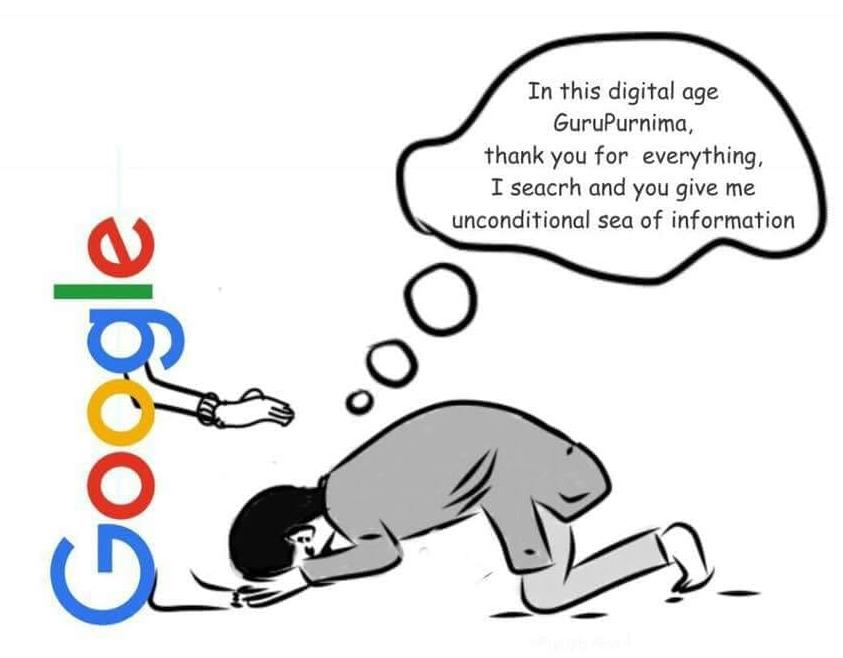 In this digital age
GuruPurnima,
thank you for everything,
I seacrh and you give me
unconditional sea of information
Google